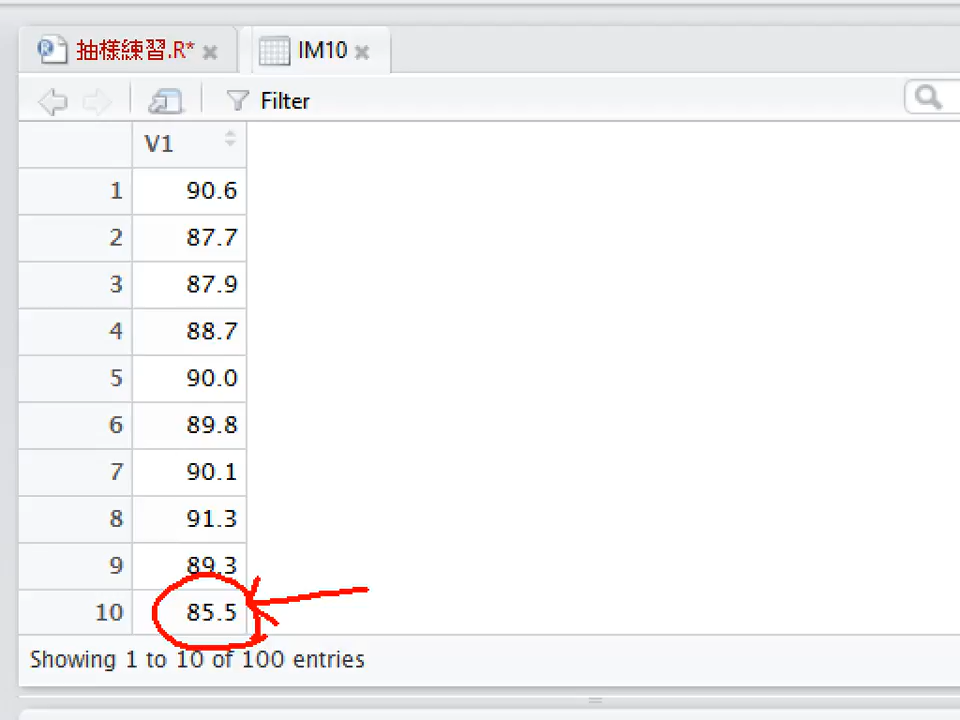 抽樣練習.R* IM10
Filter
V1
1 90.6
2 87.7
3 87.9
4 88.7
5 90.0
6 89.8
7 90.1
8 91.3
9 89.3
10 85.5
Showing 1 to 10 of 100 entries